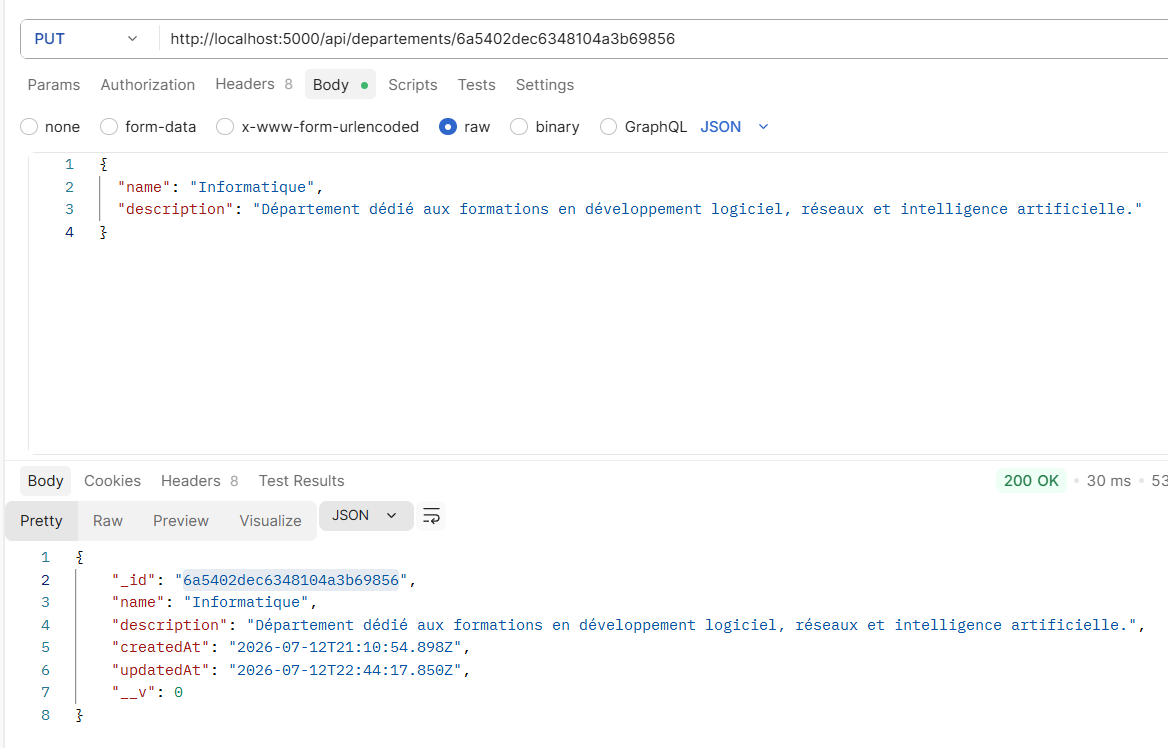 PUT http://localhost:5000/api/departements/6a5402dec6348104a3b69856
Params Authorization Headers 8 Body Scripts Tests Settings
none form-data x-www-form-urlencoded raw binary GraphQL JSON
1 {
2 "name": "Informatique",
3 "description": "Département dédié aux formations en développement logiciel, réseaux et intelligence artificielle."
4 }
Body Cookies Headers 8 Test Results 200 OK • 30 ms • 53
Pretty Raw Preview Visualize JSON
1 {
2 "_id": "6a5402dec6348104a3b69856",
3 "name": "Informatique",
4 "description": "Département dédié aux formations en développement logiciel, réseaux et intelligence artificielle.",
5 "createdAt": "2026-07-12T21:10:54.898Z",
6 "updatedAt": "2026-07-12T22:44:17.850Z",
7 "__v": 0
8 }